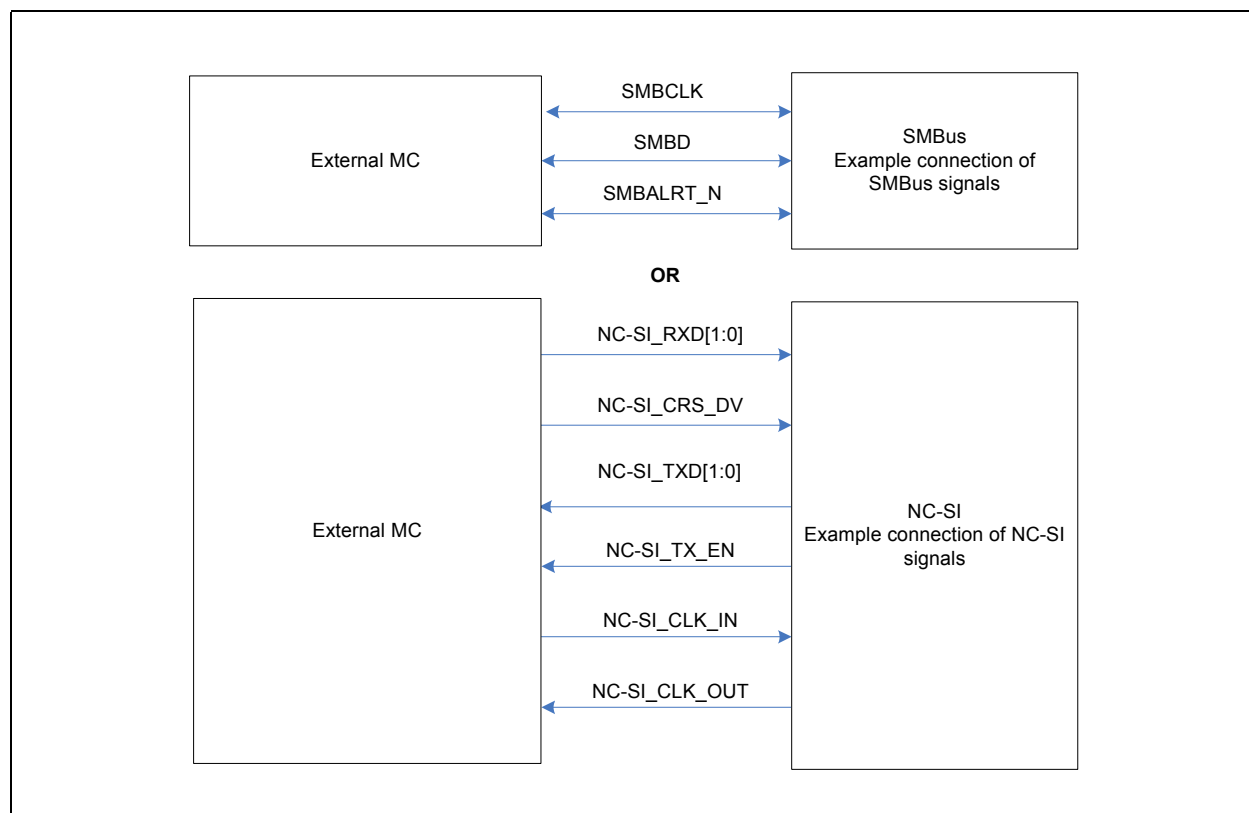 External MC
SMBCLK
SMBD
SMBALRT_N
SMBus
Example connection of
SMBus signals
OR
External MC
NC-SI_RXD[1:0]
NC-SI_CRS_DV
NC-SI_TXD[1:0]
NC-SI_TX_EN
NC-SI_CLK_IN
NC-SI_CLK_OUT
NC-SI
Example connection of NC-SI
signals